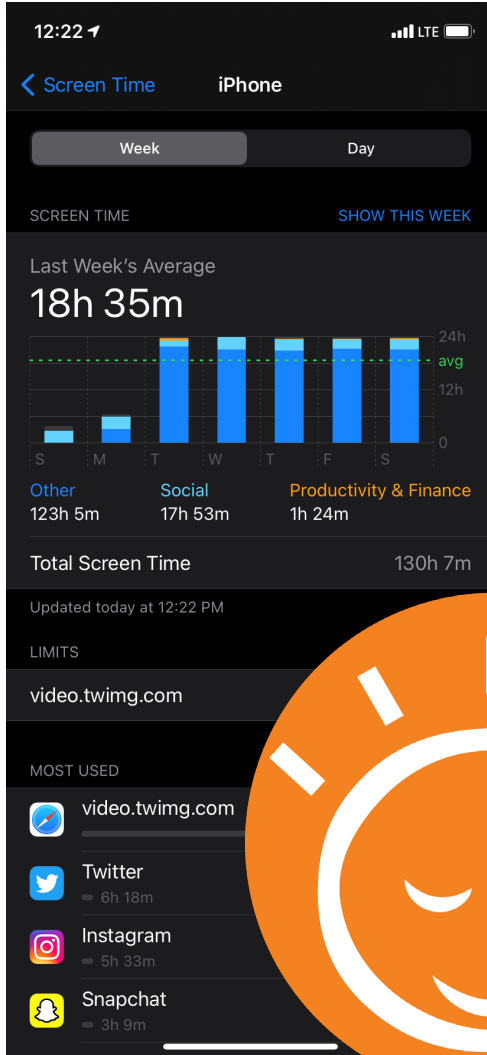 12:22
LTE
Screen Time
iPhone
Week Day
SCREEN TIME SHOW THIS WEEK
Last Week's Average
18h 35m
24h
avg
12h
0
S M T W T F S
Other Social Productivity & Finance
123h 5m 17h 53m 1h 24m
Total Screen Time 130h 7m
Updated today at 12:22 PM
LIMITS
video.twimg.com
MOST USED
video.twimg.com
Twitter
6h 18m
Instagram
5h 33m
Snapchat
3h 9m